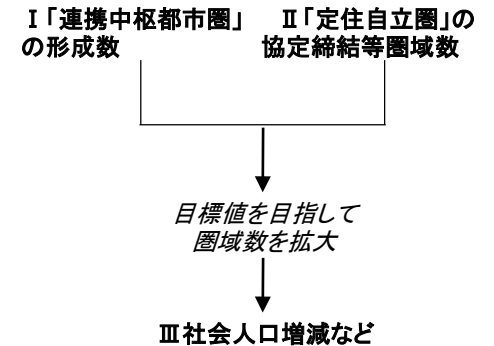 Ⅰ「連携中枢都市圏」
の形成数
Ⅱ「定住自立圏」の
協定締結等圏域数
目標値を目指して
圏域数を拡大
Ⅲ社会人口増減など